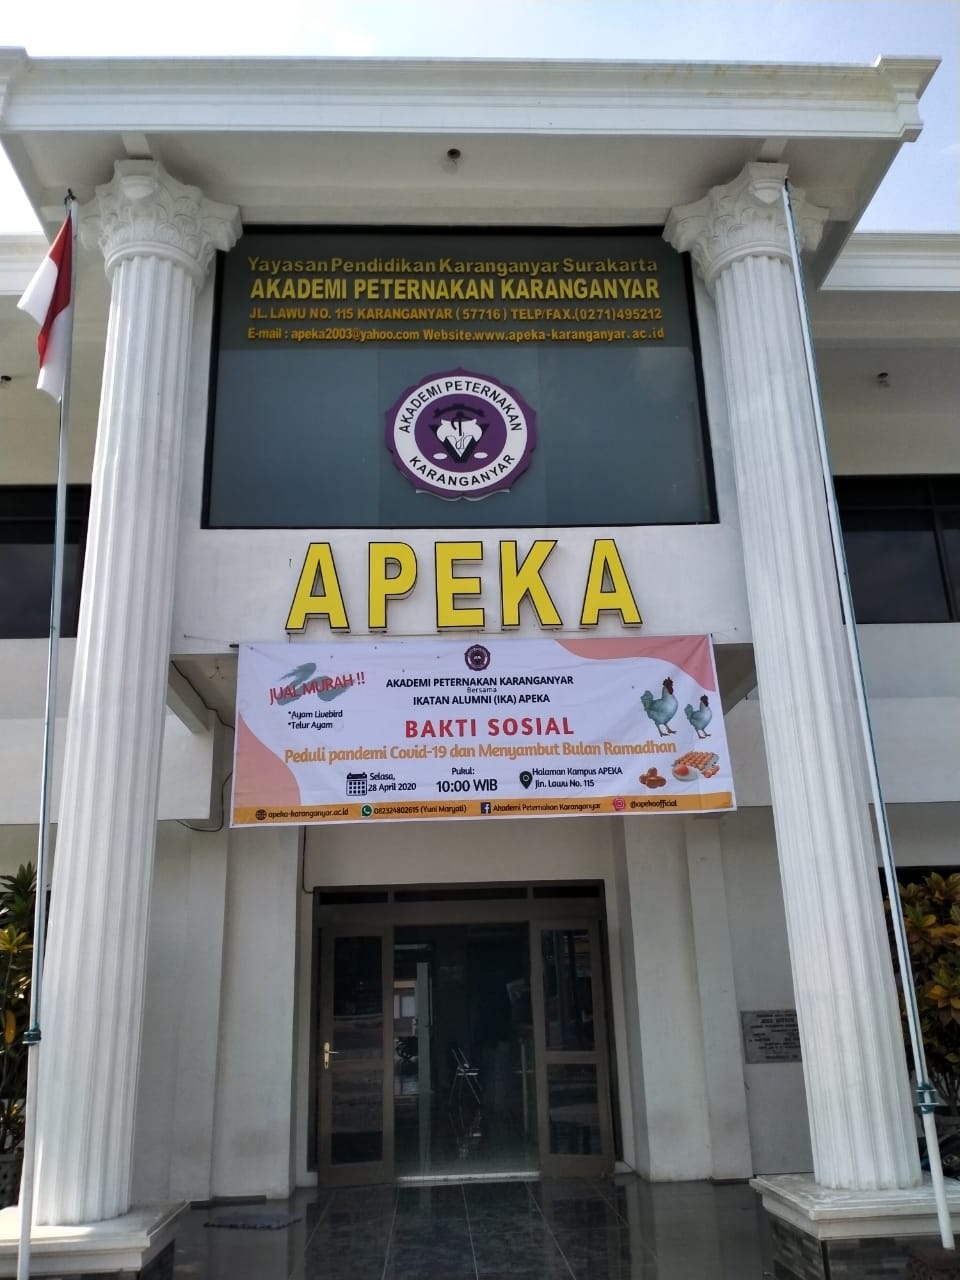 Yayasan Pendidikan Karanganyar Surakarta
AKADEMI PETERNAKAN KARANGANYAR
JL. LAWU NO. 115 KARANGANYAR ( 57716 ) TELP/FAX.(0271)495212
E-mail : apeka2003@yahoo.com Website.www.apeka-karanganyar.ac.id
AKADEMI PETERNAKAN
KARANGANYAR
APEKA
JUAL MURAH !!
*Ayam Livebird
*Telur Ayam
AKADEMI PETERNAKAN KARANGANYAR
Bersama
IKATAN ALUMNI (IKA) APEKA
BAKTI SOSIAL
Peduli pandemi Covid-19 dan Menyambut Bulan Ramadhan
Selasa,
28 April 2020
Pukul:
10:00 WIB
Halaman Kampus APEKA
Jln. Lawu No. 115
apeka-karanganyar.ac.id 082324802615 (Yuni Maryati) Akademi Peternakan Karanganyar @apekaofficial